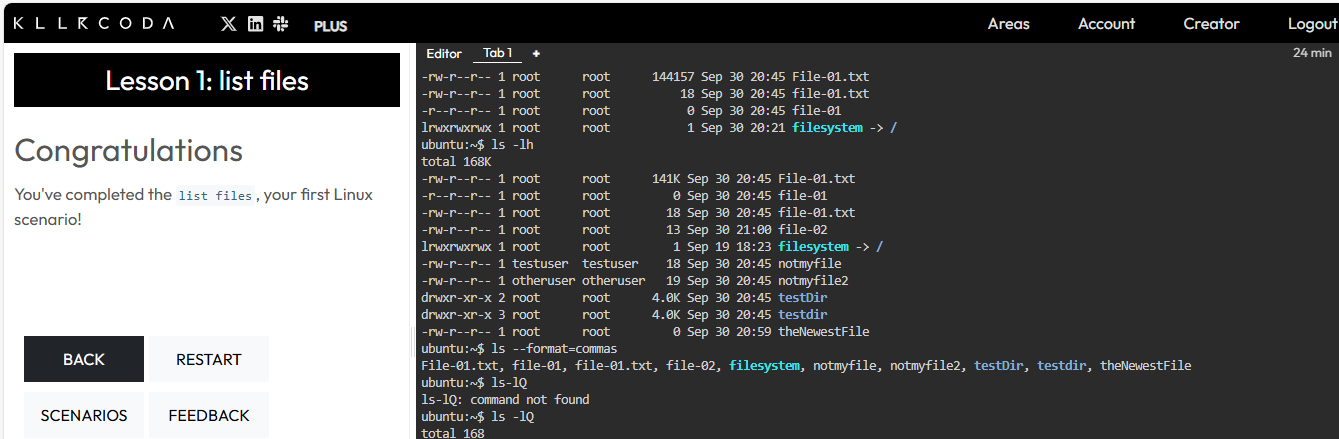 KLLRCODA PLUS Areas Account Creator Logout
Lesson 1: list files
Congratulations
You've completed the list files, your first Linux
scenario!
BACK RESTART
SCENARIOS FEEDBACK
Editor Tab 1 + 24 min
-rw-r--r-- 1 root      root      144157 Sep 30 20:45 File-01.txt
-rw-r--r-- 1 root      root          18 Sep 30 20:45 file-01.txt
-r--r--r-- 1 root      root           0 Sep 30 20:45 file-01
lrwxrwxrwx 1 root      root           1 Sep 30 20:21 filesystem -> /
ubuntu:~$ ls -lh
total 168K
-rw-r--r-- 1 root      root      141K Sep 30 20:45 File-01.txt
-r--r--r-- 1 root      root         0 Sep 30 20:45 file-01
-rw-r--r-- 1 root      root        18 Sep 30 20:45 file-01.txt
-rw-r--r-- 1 root      root        13 Sep 30 21:00 file-02
lrwxrwxrwx 1 root      root         1 Sep 19 18:23 filesystem -> /
-rw-r--r-- 1 testuser  testuser    18 Sep 30 20:45 notmyfile
-rw-r--r-- 1 otheruser otheruser   19 Sep 30 20:45 notmyfile2
drwxr-xr-x 2 root      root      4.0K Sep 30 20:45 testDir
drwxr-xr-x 3 root      root      4.0K Sep 30 20:45 testdir
-rw-r--r-- 1 root      root         0 Sep 30 20:59 theNewestFile
ubuntu:~$ ls --format=commas
File-01.txt, file-01, file-01.txt, file-02, filesystem, notmyfile, notmyfile2, testDir, testdir, theNewestFile
ubuntu:~$ ls-lQ
ls-lQ: command not found
ubuntu:~$ ls -lQ
total 168